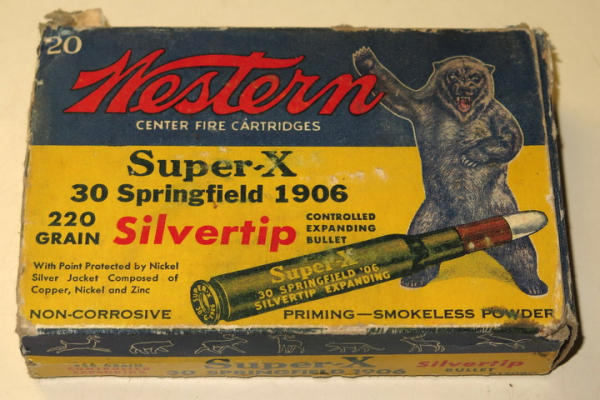 20
Western
CENTER FIRE CARTRIDGES
Super-X
30 Springfield 1906
220 GRAIN Silvertip CONTROLLED EXPANDING BULLET
With Point Protected by Nickel
Silver Jacket Composed of
Copper, Nickel and Zinc
Super-X
30 SPRINGFIELD '06
SILVERTIP EXPANDING
NON-CORROSIVE PRIMING—SMOKELESS POWDER
Super-X
CONTROLLED EXPANDING
30 SPRINGFIELD 1906
Silvertip
BULLET